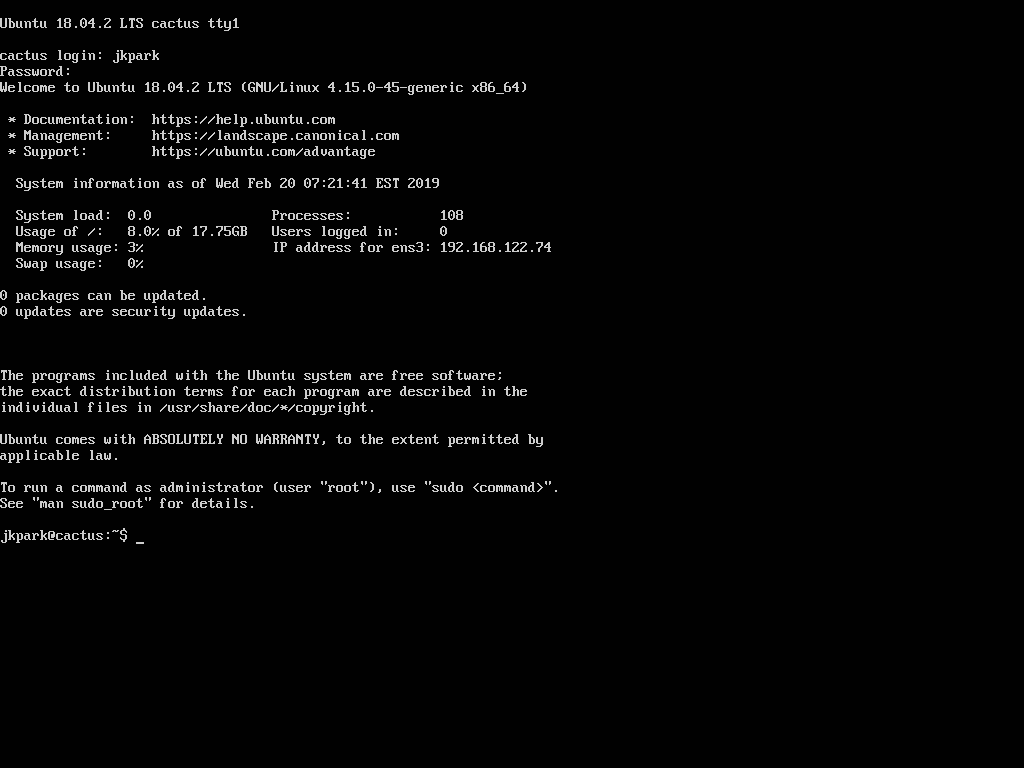 Ubuntu 18.04.2 LTS cactus tty1
cactus login: jkpark
Password:
Welcome to Ubuntu 18.04.2 LTS (GNU/Linux 4.15.0-45-generic x86_64)
* Documentation:  https://help.ubuntu.com
* Management:     https://landscape.canonical.com
* Support:        https://ubuntu.com/advantage
System information as of Wed Feb 20 07:21:41 EST 2019
System load:  0.0               Processes:           108
Usage of /:   8.0% of 17.75GB   Users logged in:     0
Memory usage: 3%                IP address for ens3: 192.168.122.74
Swap usage:   0%
0 packages can be updated.
0 updates are security updates.
The programs included with the Ubuntu system are free software;
the exact distribution terms for each program are described in the
individual files in /usr/share/doc/*/copyright.
Ubuntu comes with ABSOLUTELY NO WARRANTY, to the extent permitted by
applicable law.
To run a command as administrator (user "root"), use "sudo <command>".
See "man sudo_root" for details.
jkpark@cactus:~$ _